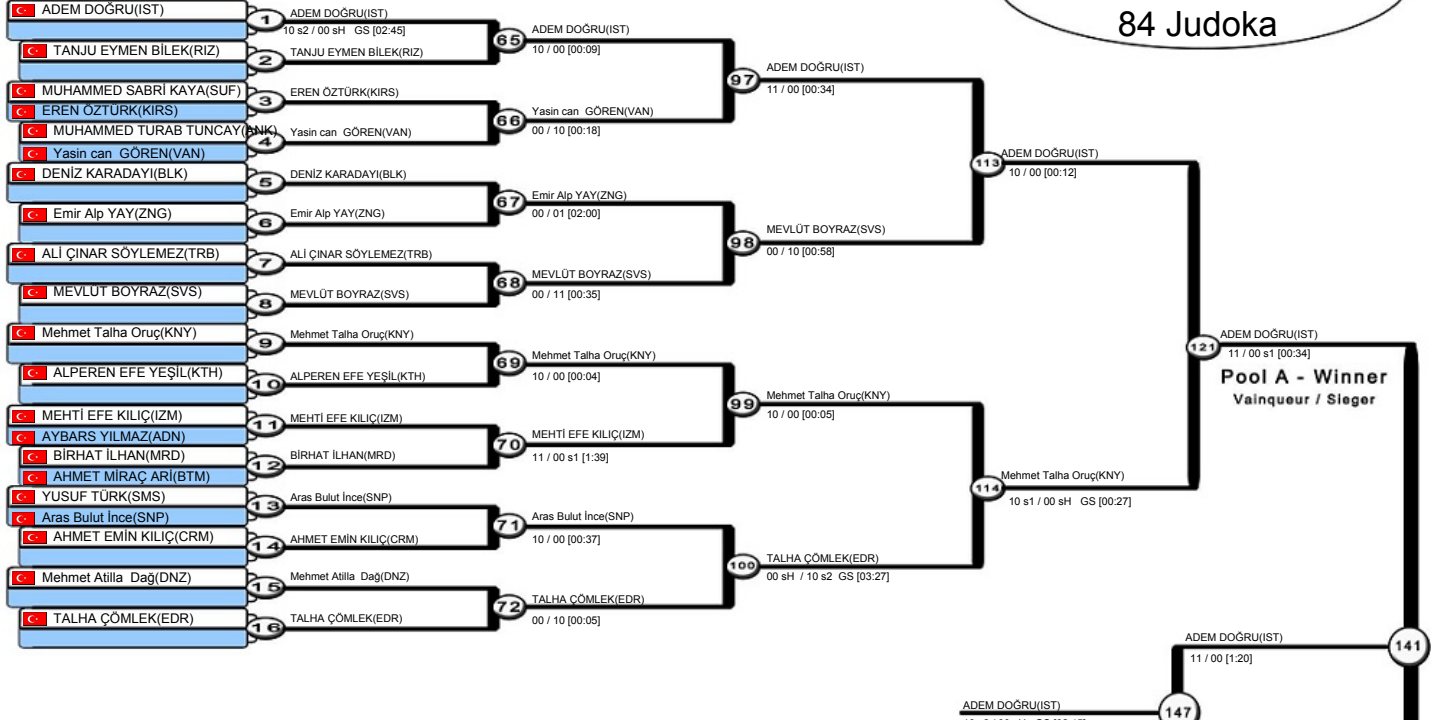 84 Judoka
ADEM DOĞRU(IST)
TANJU EYMEN BİLEK(RIZ)
MUHAMMED SABRİ KAYA(SUF)
EREN ÖZTÜRK(KIRS)
MUHAMMED TURAB TUNCAY(ANK)
Yasin can GÖREN(VAN)
DENİZ KARADAYI(BLK)
Emir Alp YAY(ZNG)
ALİ ÇINAR SÖYLEMEZ(TRB)
MEVLÜT BOYRAZ(SVS)
Mehmet Talha Oruç(KNY)
ALPEREN EFE YEŞİL(KTH)
MEHTİ EFE KILIÇ(IZM)
AYBARS YILMAZ(ADN)
BİRHAT İLHAN(MRD)
AHMET MİRAÇ ARİ(BTM)
YUSUF TÜRK(SMS)
Aras Bulut İnce(SNP)
AHMET EMİN KILIÇ(CRM)
Mehmet Atilla Dağ(DNZ)
TALHA ÇÖMLEK(EDR)
1
ADEM DOĞRU(IST)
10 s2 / 00 sH GS [02:45]
2
TANJU EYMEN BİLEK(RIZ)
3
EREN ÖZTÜRK(KIRS)
4
Yasin can GÖREN(VAN)
5
DENİZ KARADAYI(BLK)
6
Emir Alp YAY(ZNG)
7
ALİ ÇINAR SÖYLEMEZ(TRB)
8
MEVLÜT BOYRAZ(SVS)
9
Mehmet Talha Oruç(KNY)
10
ALPEREN EFE YEŞİL(KTH)
11
MEHTİ EFE KILIÇ(IZM)
12
BİRHAT İLHAN(MRD)
13
Aras Bulut İnce(SNP)
14
AHMET EMİN KILIÇ(CRM)
15
Mehmet Atilla Dağ(DNZ)
16
TALHA ÇÖMLEK(EDR)
65
ADEM DOĞRU(IST)
10 / 00 [00:09]
66
Yasin can GÖREN(VAN)
00 / 10 [00:18]
67
Emir Alp YAY(ZNG)
00 / 01 [02:00]
68
MEVLÜT BOYRAZ(SVS)
00 / 11 [00:35]
69
Mehmet Talha Oruç(KNY)
10 / 00 [00:04]
70
MEHTİ EFE KILIÇ(IZM)
11 / 00 s1 [1:39]
71
Aras Bulut İnce(SNP)
10 / 00 [00:37]
72
TALHA ÇÖMLEK(EDR)
00 / 10 [00:05]
97
ADEM DOĞRU(IST)
11 / 00 [00:34]
98
MEVLÜT BOYRAZ(SVS)
00 / 10 [00:58]
99
Mehmet Talha Oruç(KNY)
10 / 00 [00:05]
100
TALHA ÇÖMLEK(EDR)
00 sH / 10 s2 GS [03:27]
113
ADEM DOĞRU(IST)
10 / 00 [00:12]
114
Mehmet Talha Oruç(KNY)
10 s1 / 00 sH GS [00:27]
121
ADEM DOĞRU(IST)
11 / 00 s1 [00:34]
Pool A - Winner
Vainqueur / Sieger
141
ADEM DOĞRU(IST)
11 / 00 [1:20]
147
ADEM DOĞRU(IST)